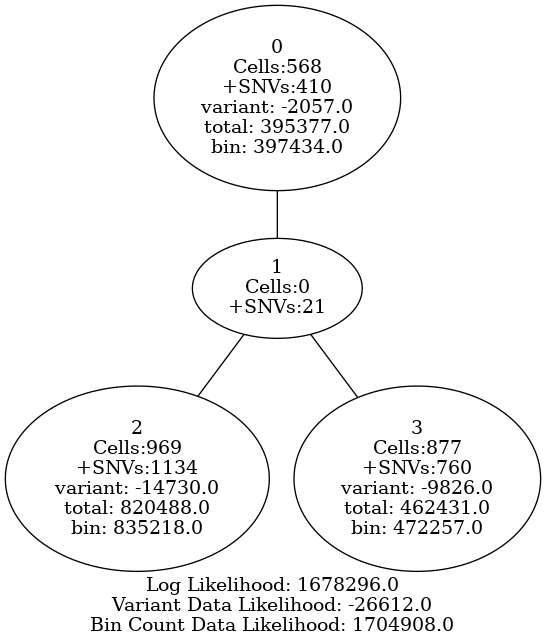 0
Cells:568
+SNVs:410
variant: -2057.0
total: 395377.0
bin: 397434.0
1
Cells:0
+SNVs:21
2
Cells:969
+SNVs:1134
variant: -14730.0
total: 820488.0
bin: 835218.0
3
Cells:877
+SNVs:760
variant: -9826.0
total: 462431.0
bin: 472257.0
Log Likelihood: 1678296.0
Variant Data Likelihood: -26612.0
Bin Count Data Likelihood: 1704908.0